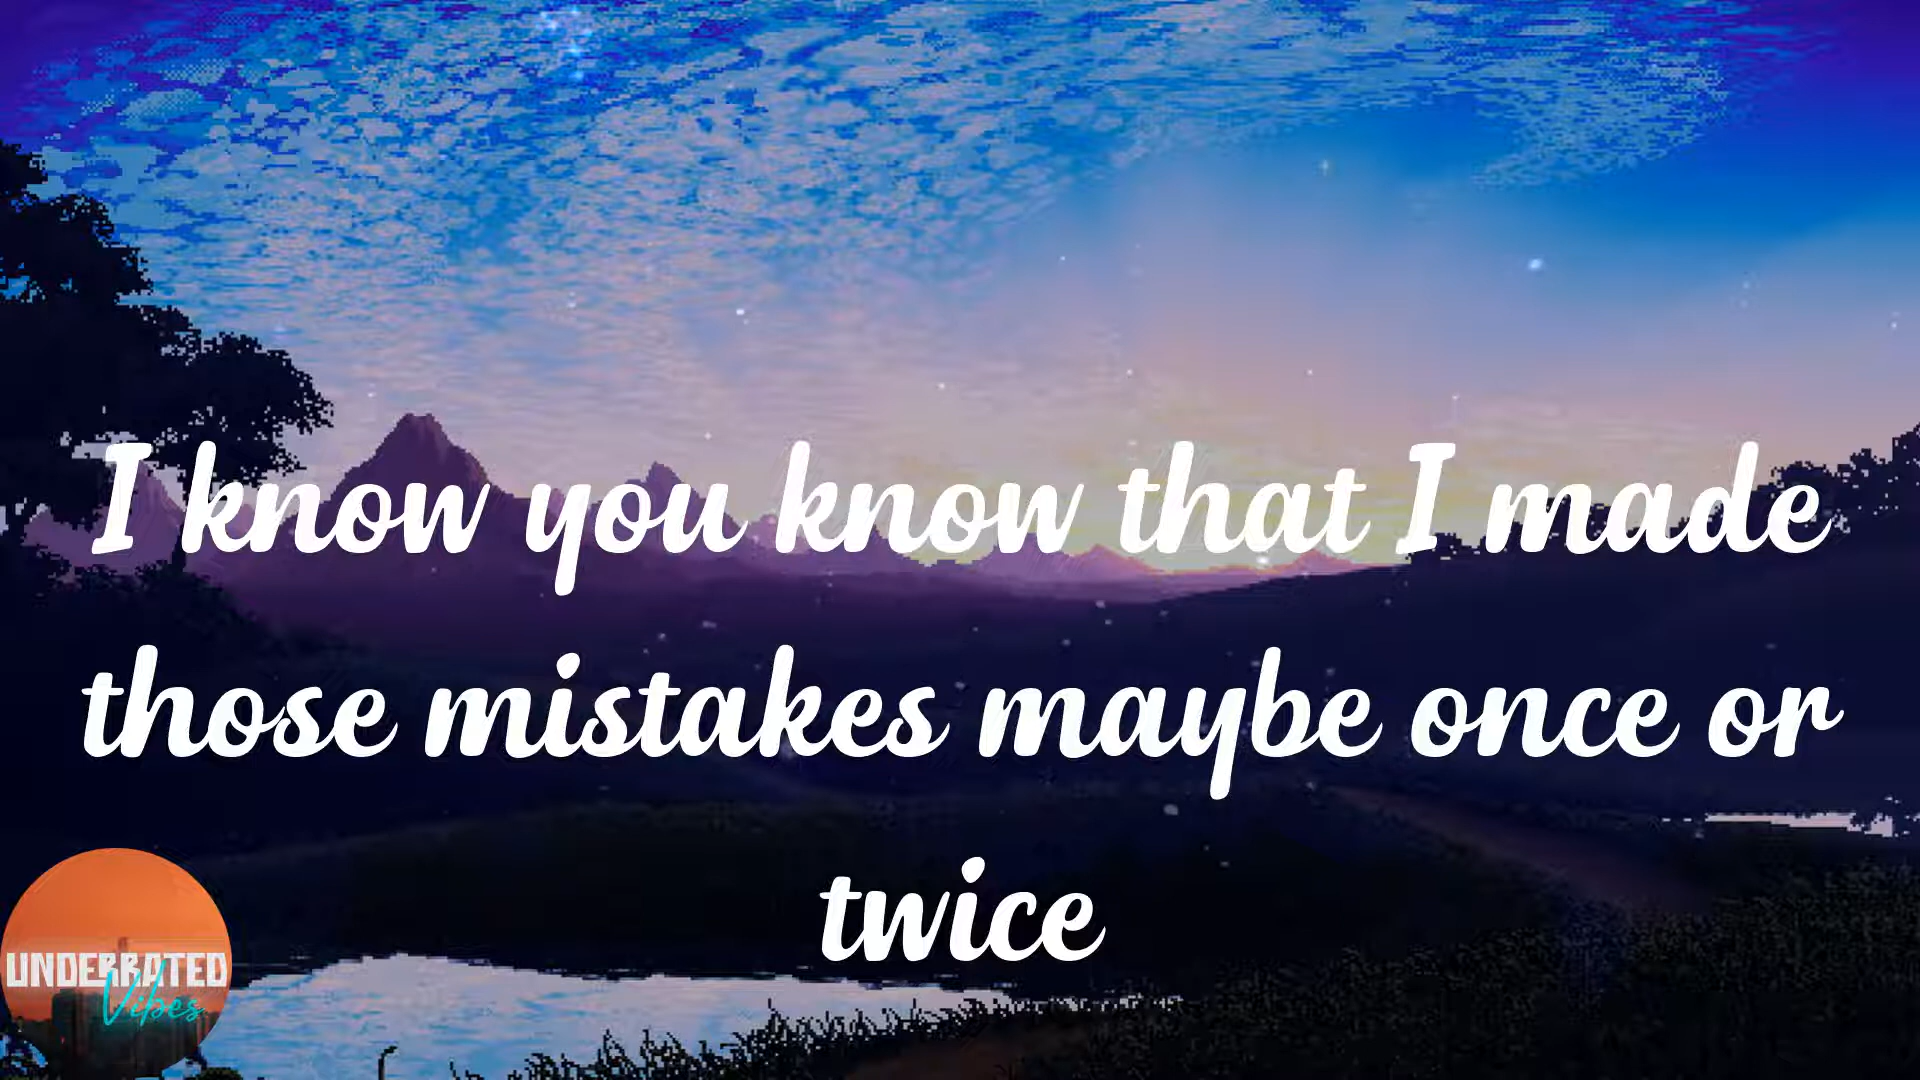 I know you know that I made
those mistakes maybe once or
twice
UNDERRATED
Vibes